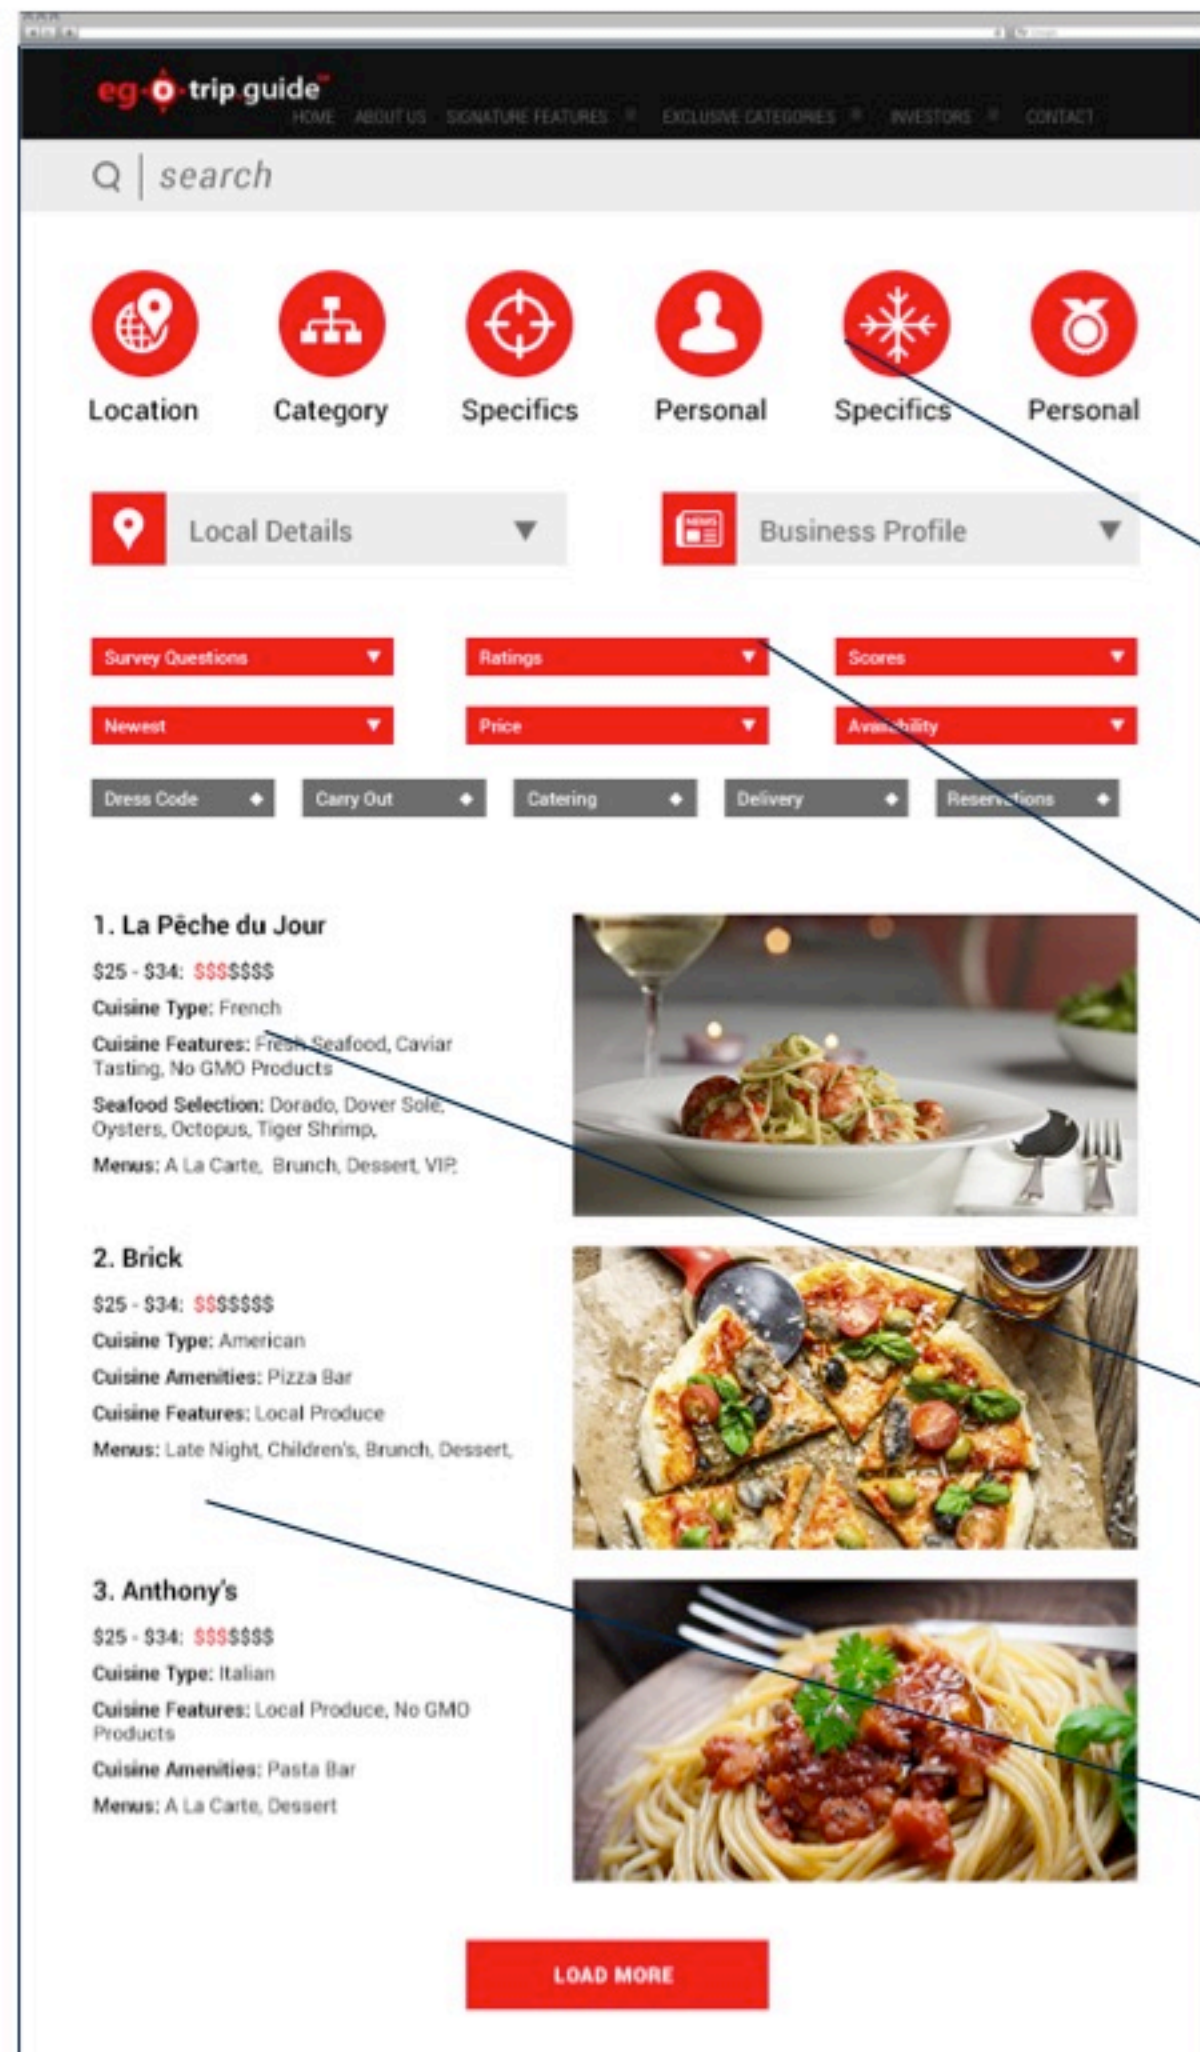 eg-o-trip.guide
HOME ABOUT US SIGNATURE FEATURES EXCLUSIVE CATEGORIES INVESTORS CONTACT
search
Location Category Specifics Personal Specifics Personal
Local Details NEWS Business Profile
Survey Questions Ratings Scores
Newest Price Availability
Dress Code Carry Out Catering Delivery Reservations
1. La Pêche du Jour
$25 - $34: $$$$$$$
Cuisine Type: French
Cuisine Features: Fresh Seafood, Caviar
Tasting, No GMO Products
Seafood Selection: Dorado, Dover Sole,
Oysters, Octopus, Tiger Shrimp,
Menus: A La Carte, Brunch, Dessert, VIP,
2. Brick
$25 - $34: $$$$$$$
Cuisine Type: American
Cuisine Amenities: Pizza Bar
Cuisine Features: Local Produce
Menus: Late Night, Children's, Brunch, Dessert,
3. Anthony's
$25 - $34: $$$$$$$
Cuisine Type: Italian
Cuisine Features: Local Produce, No GMO
Products
Cuisine Amenities: Pasta Bar
Menus: A La Carte, Dessert
LOAD MORE